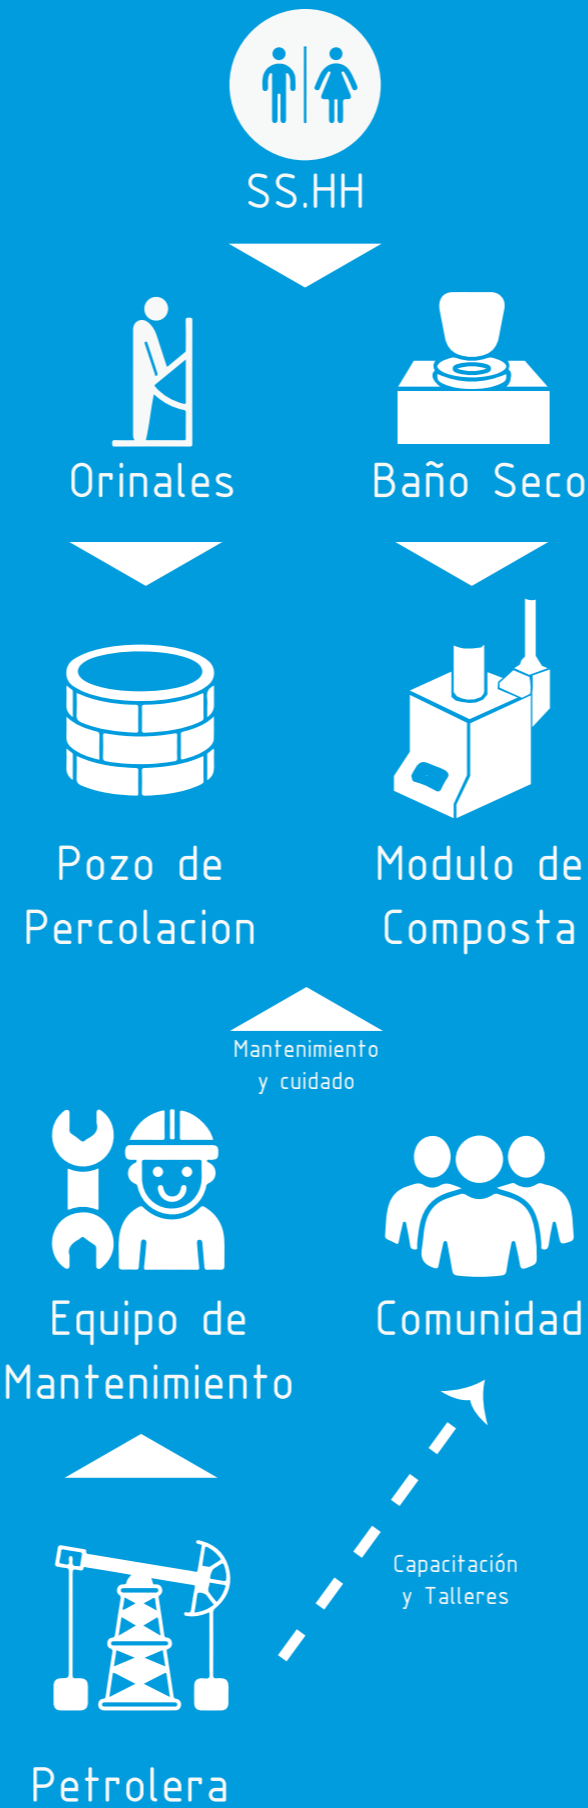 SS.HH
Orinales
Baño Seco
Pozo de
Percolacion
Modulo de
Composta
Mantenimiento
y cuidado
Equipo de
Mantenimiento
Comunidad
Capacitación
y Talleres
Petrolera